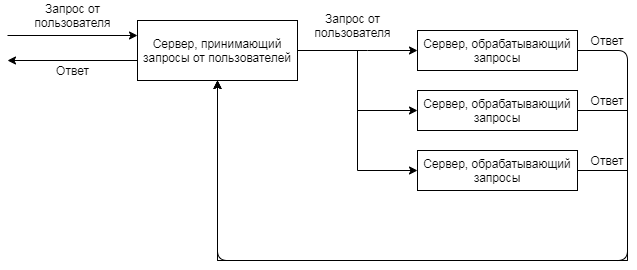 Запрос от
пользователя
Ответ
Сервер, принимающий
запросы от пользователей
Запрос от
пользователя
Сервер, обрабатывающий
запросы
Ответ
Сервер, обрабатывающий
запросы
Ответ
Сервер, обрабатывающий
запросы
Ответ